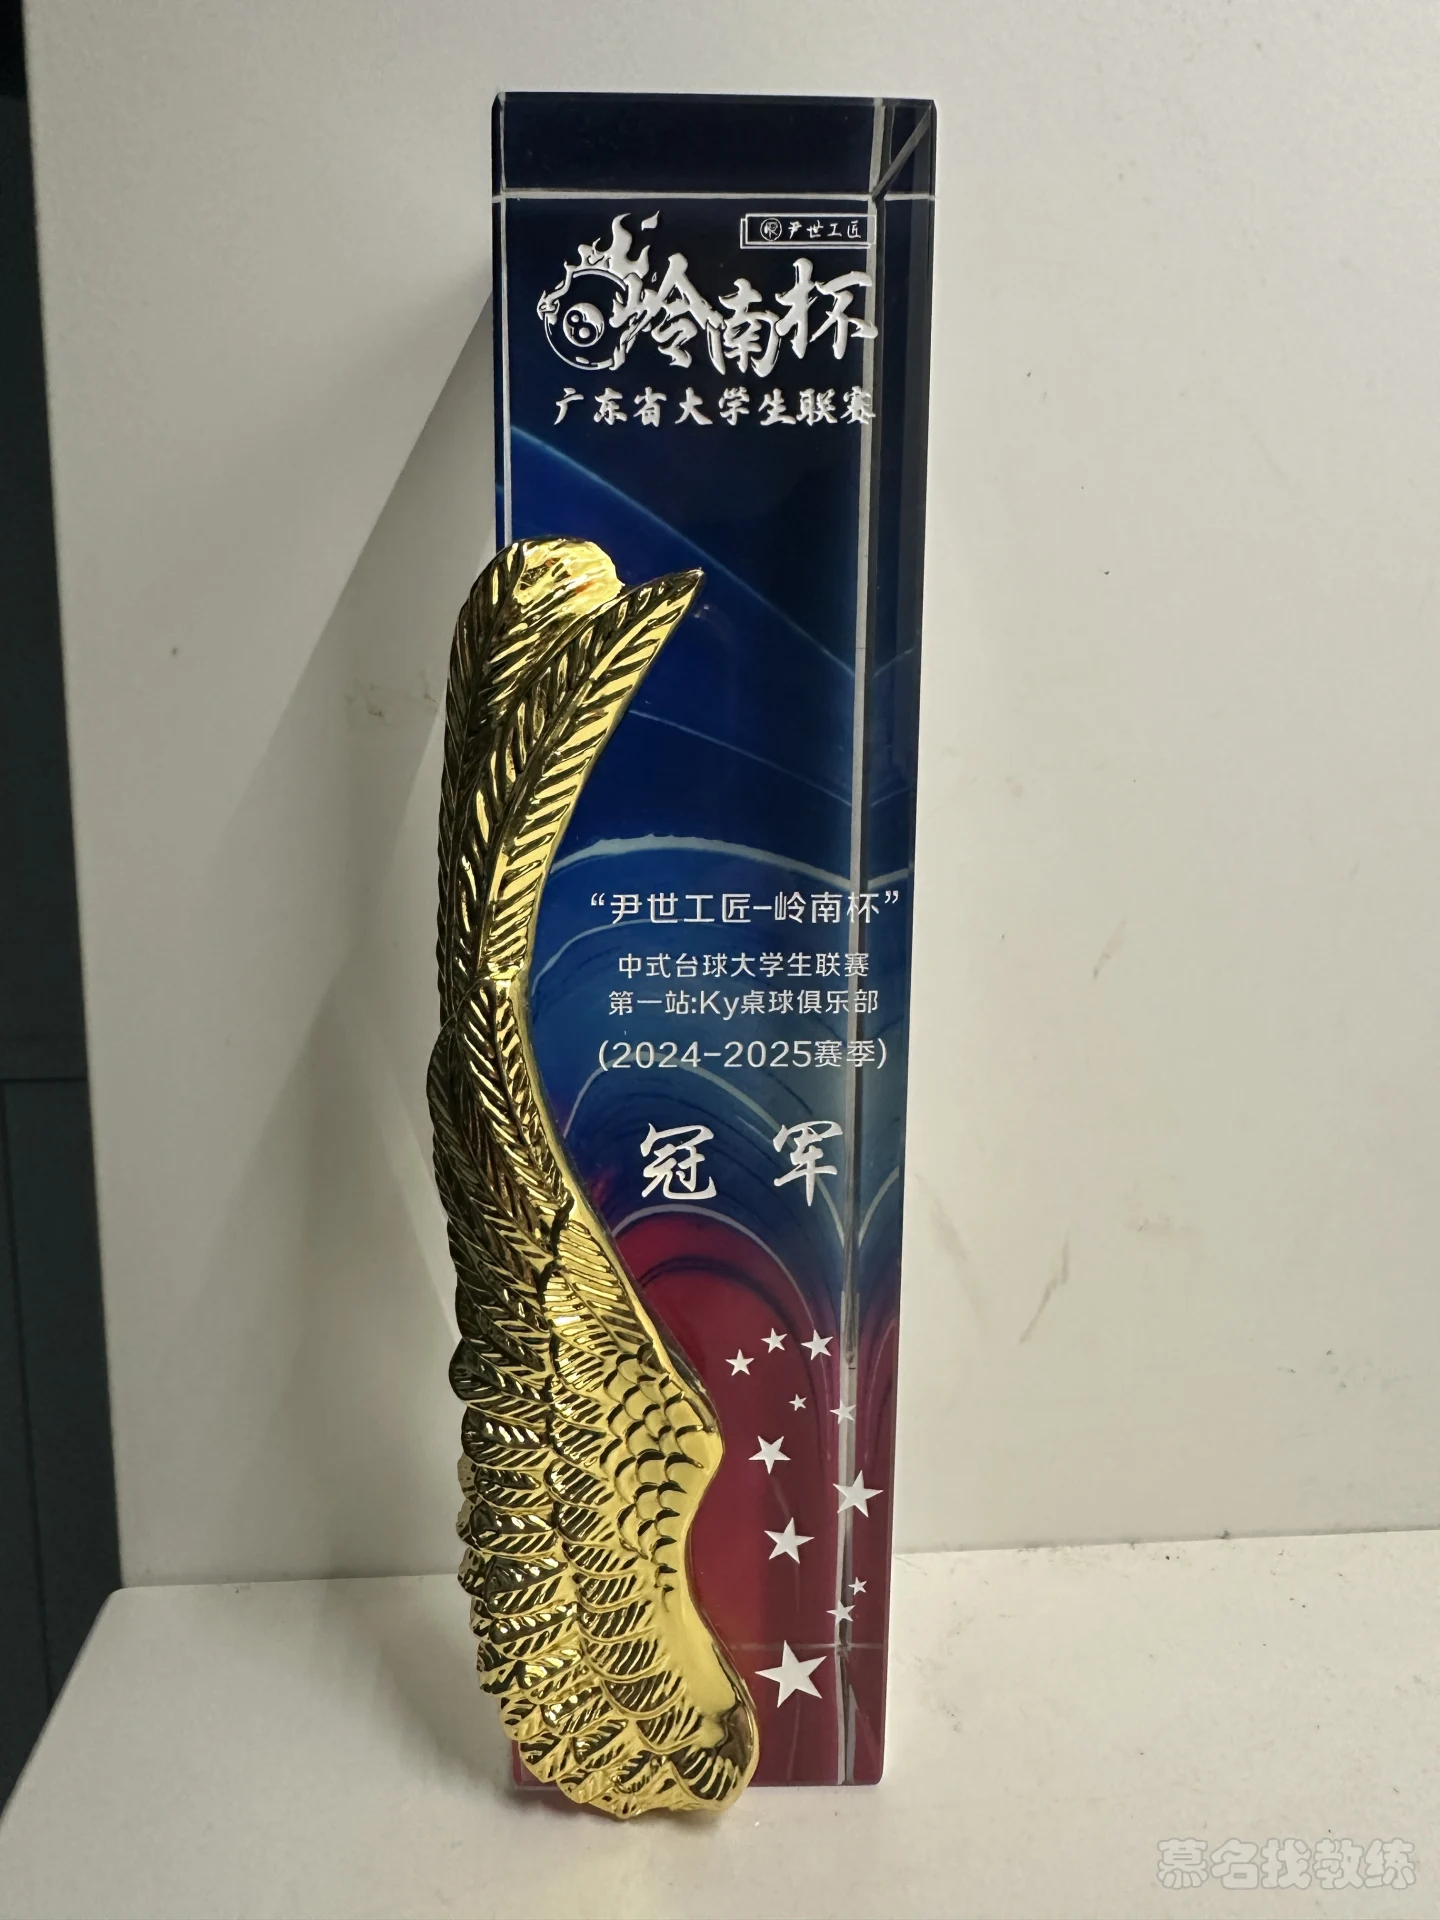 尹世工匠
8
岭南杯
广东省大学生联赛
“尹世工匠-岭南杯”
中式台球大学生联赛
第一站:Ky桌球俱乐部
(2024-2025赛季)
冠 军
慕名找教练